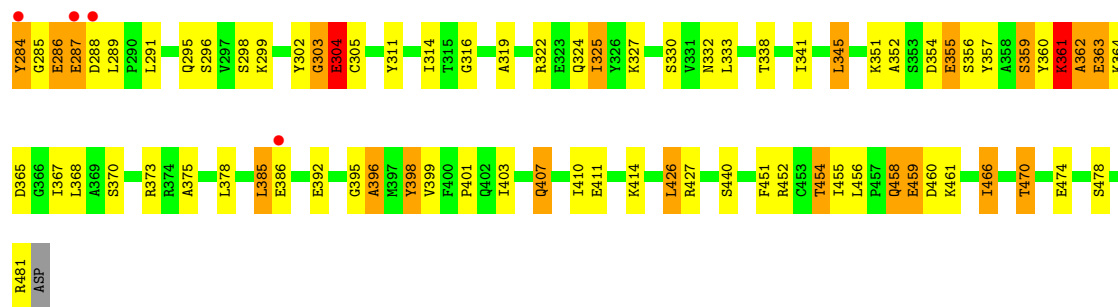 Y284 G285 E286 E287 D288 L289 P290 L291 Q295 S296 V297 S298 K299 Y302 G303 E304 C305 Y311 I314 T315 G316 A319 R322 E323 Q324 I325 Y326 K327 S330 V331 N332 L333 T338 I341 L345 K351 A352 S353 D354 E355 S356 Y357 A358 S359 Y360 K361 A362 E363 K364
D365 G366 I367 L368 A369 S370 R373 R374 A375 L378 L385 E386 E392 G395 A396 M397 Y398 V399 F400 P401 Q402 I403 Q407 I410 E411 K414 L426 R427 S440 F451 R452 C453 T454 I455 L456 P457 Q458 E459 D460 K461 I466 T470 E474 S478
R481 ASP